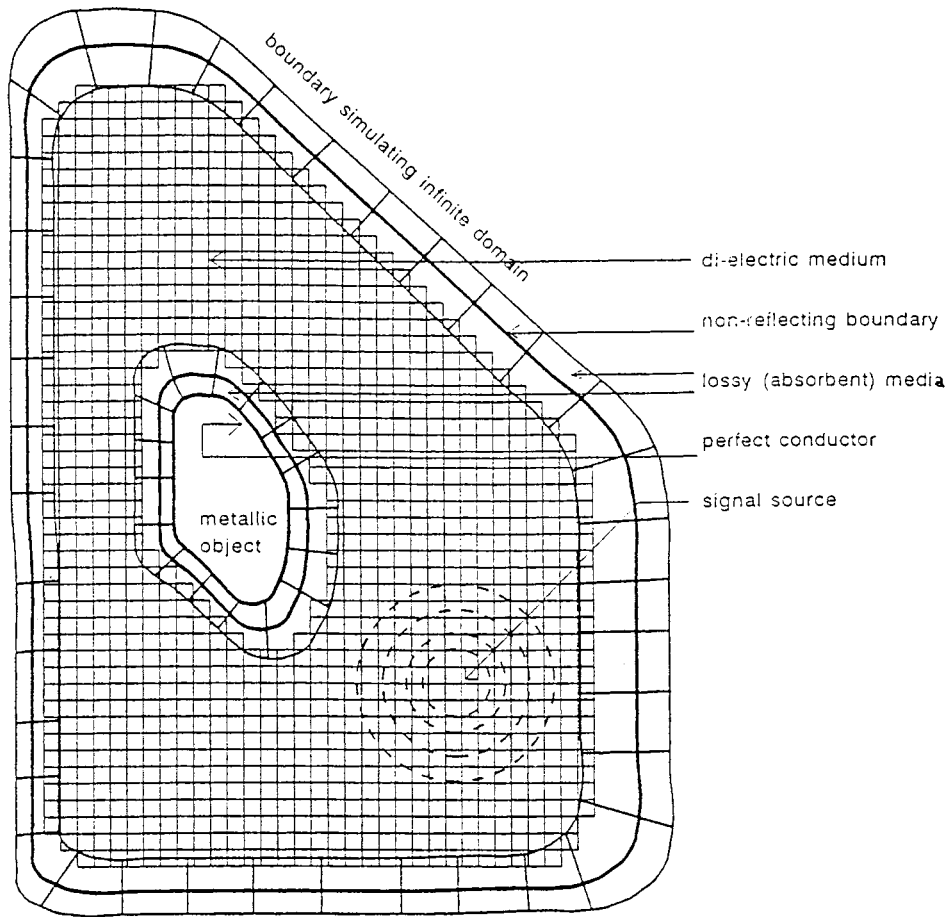 boundary simulating infinite domain
di-electric medium
non-reflecting boundary
lossy (absorbent) media
perfect conductor
signal source
metallic
object